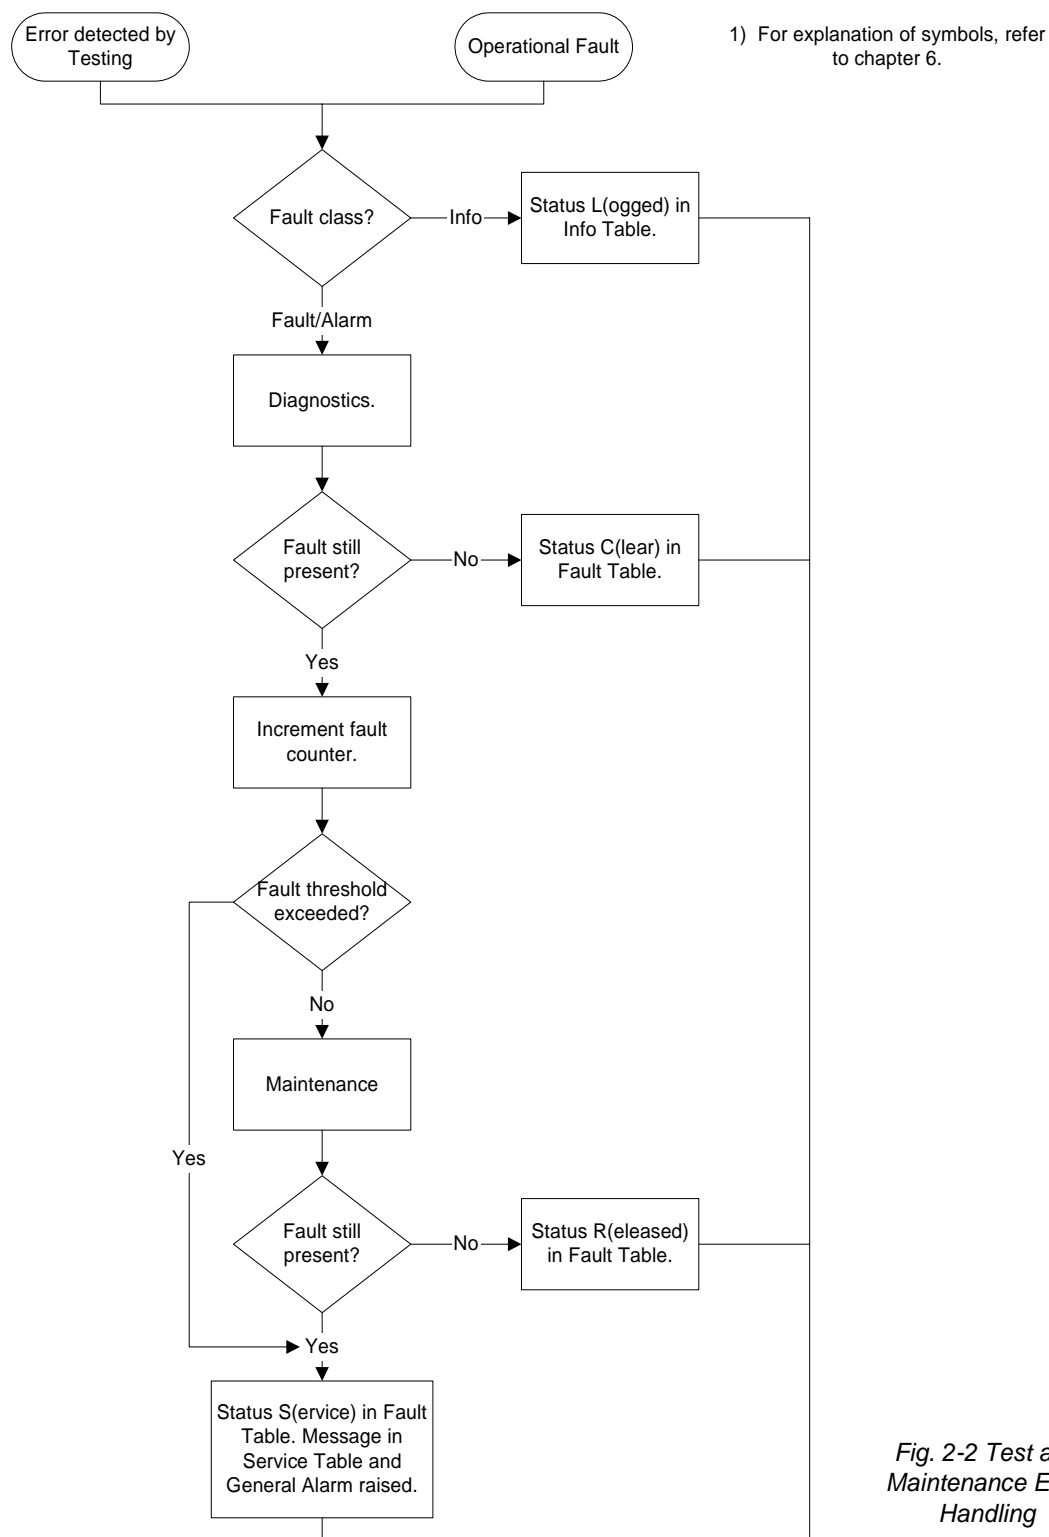 Error detected by
Testing
Operational Fault
1) For explanation of symbols, refer
to chapter 6.
Fault class?
Info
Status L(ogged) in
Info Table.
Fault/Alarm
Diagnostics.
Fault still
present?
No
Status C(lear) in
Fault Table.
Yes
Increment fault
counter.
Fault threshold
exceeded?
No
Maintenance
Yes
Fault still
present?
No
Status R(eleased)
in Fault Table.
Yes
Status S(ervice) in Fault
Table. Message in
Service Table and
General Alarm raised.
Fig. 2-2 Test
Maintenance
Handling